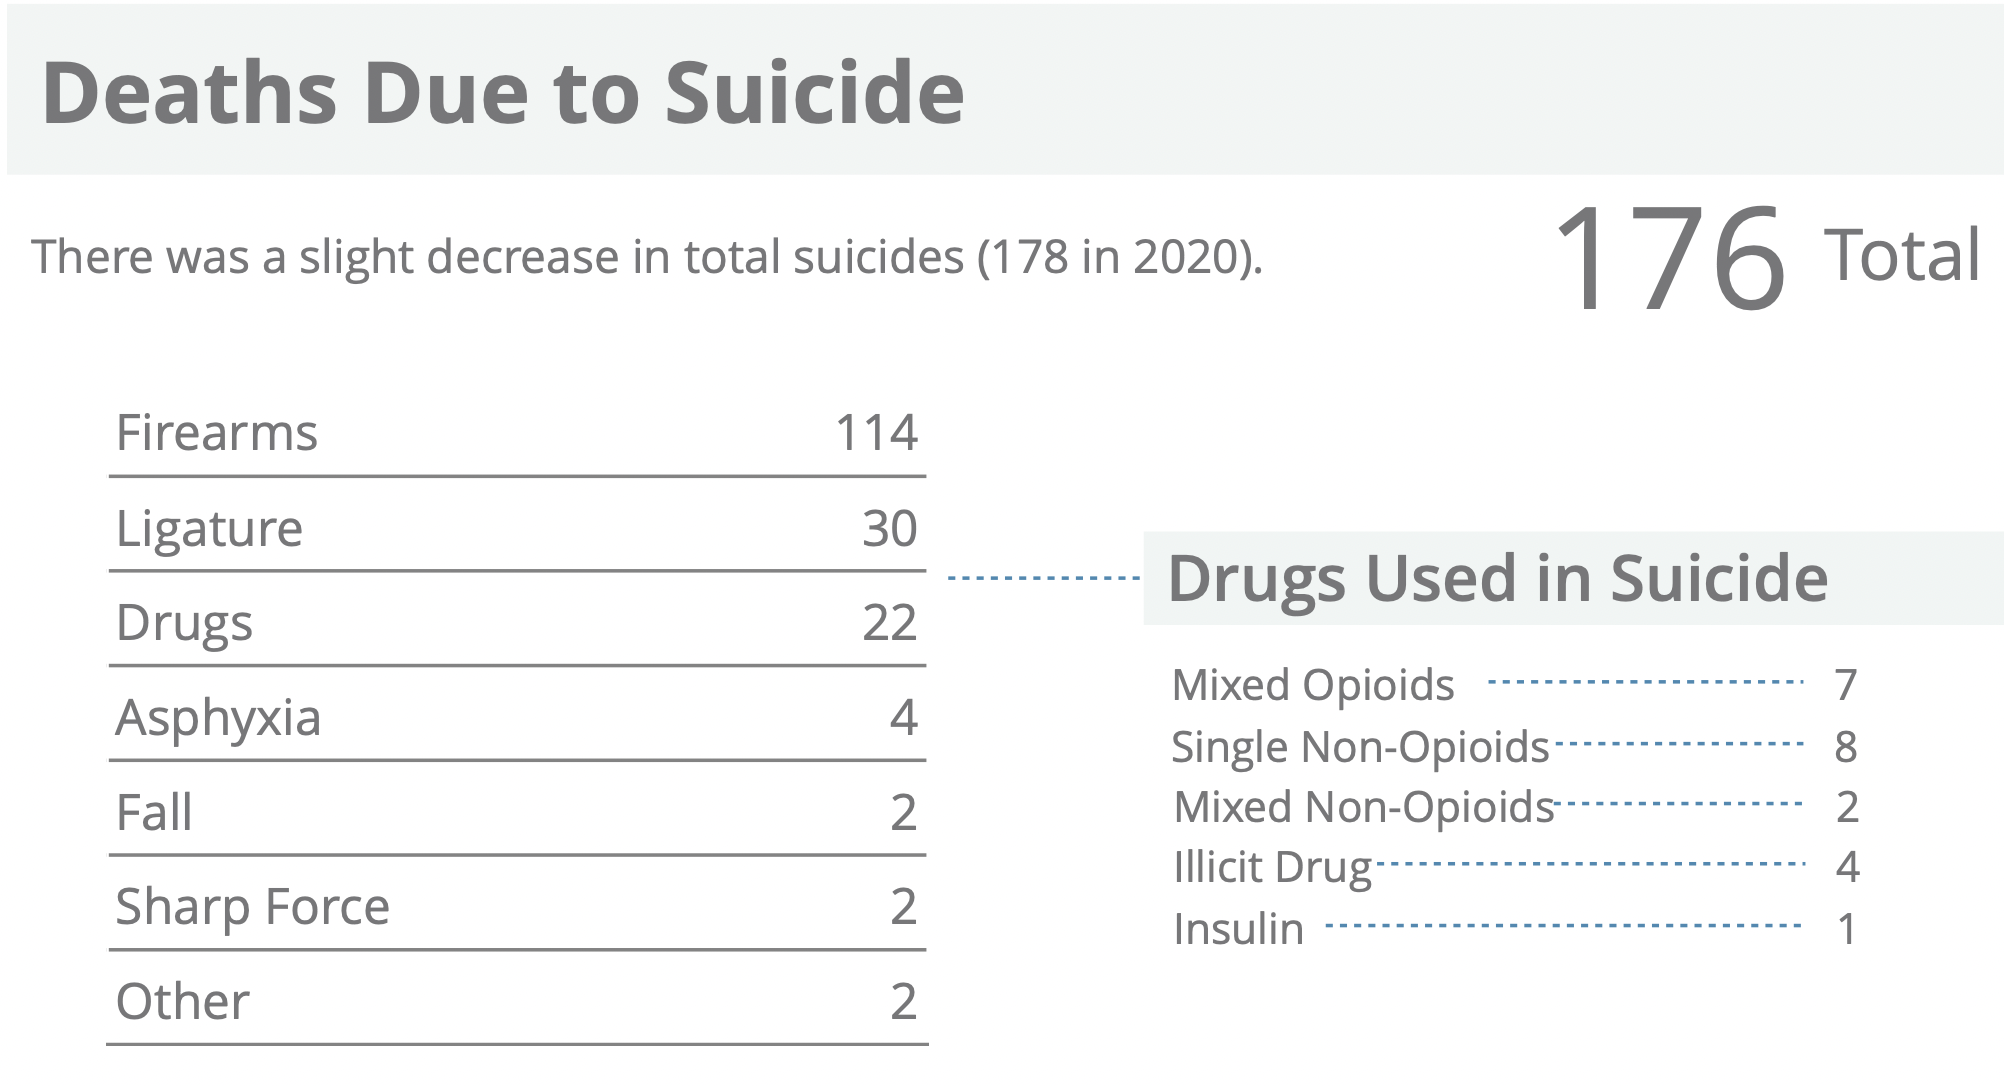 Deaths Due to Suicide
There was a slight decrease in total suicides (178 in 2020).
176 Total
Firearms 114
Ligature 30
Drugs 22
Asphyxia 4
Fall 2
Sharp Force 2
Other 2
Drugs Used in Suicide
Mixed Opioids 7
Single Non-Opioids 8
Mixed Non-Opioids 2
Illicit Drug 4
Insulin 1